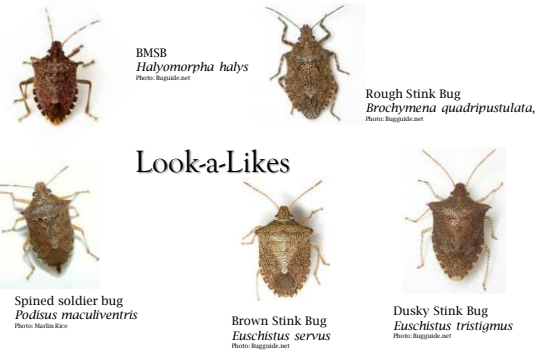 BMSB
Halyomorpha halys
Photo: Buguide.net
Rough Stink Bug
Brochymena quadripustulata,
Photo: Bugguide.net
Look-a-Likes
Spined soldier bug
Podisus maculiventris
Photo: Marlin Rice
Brown Stink Bug
Euschistus servus
Photo: Bugguide.net
Dusky Stink Bug
Euschistus tristigmus
Photo: Bugguide.net